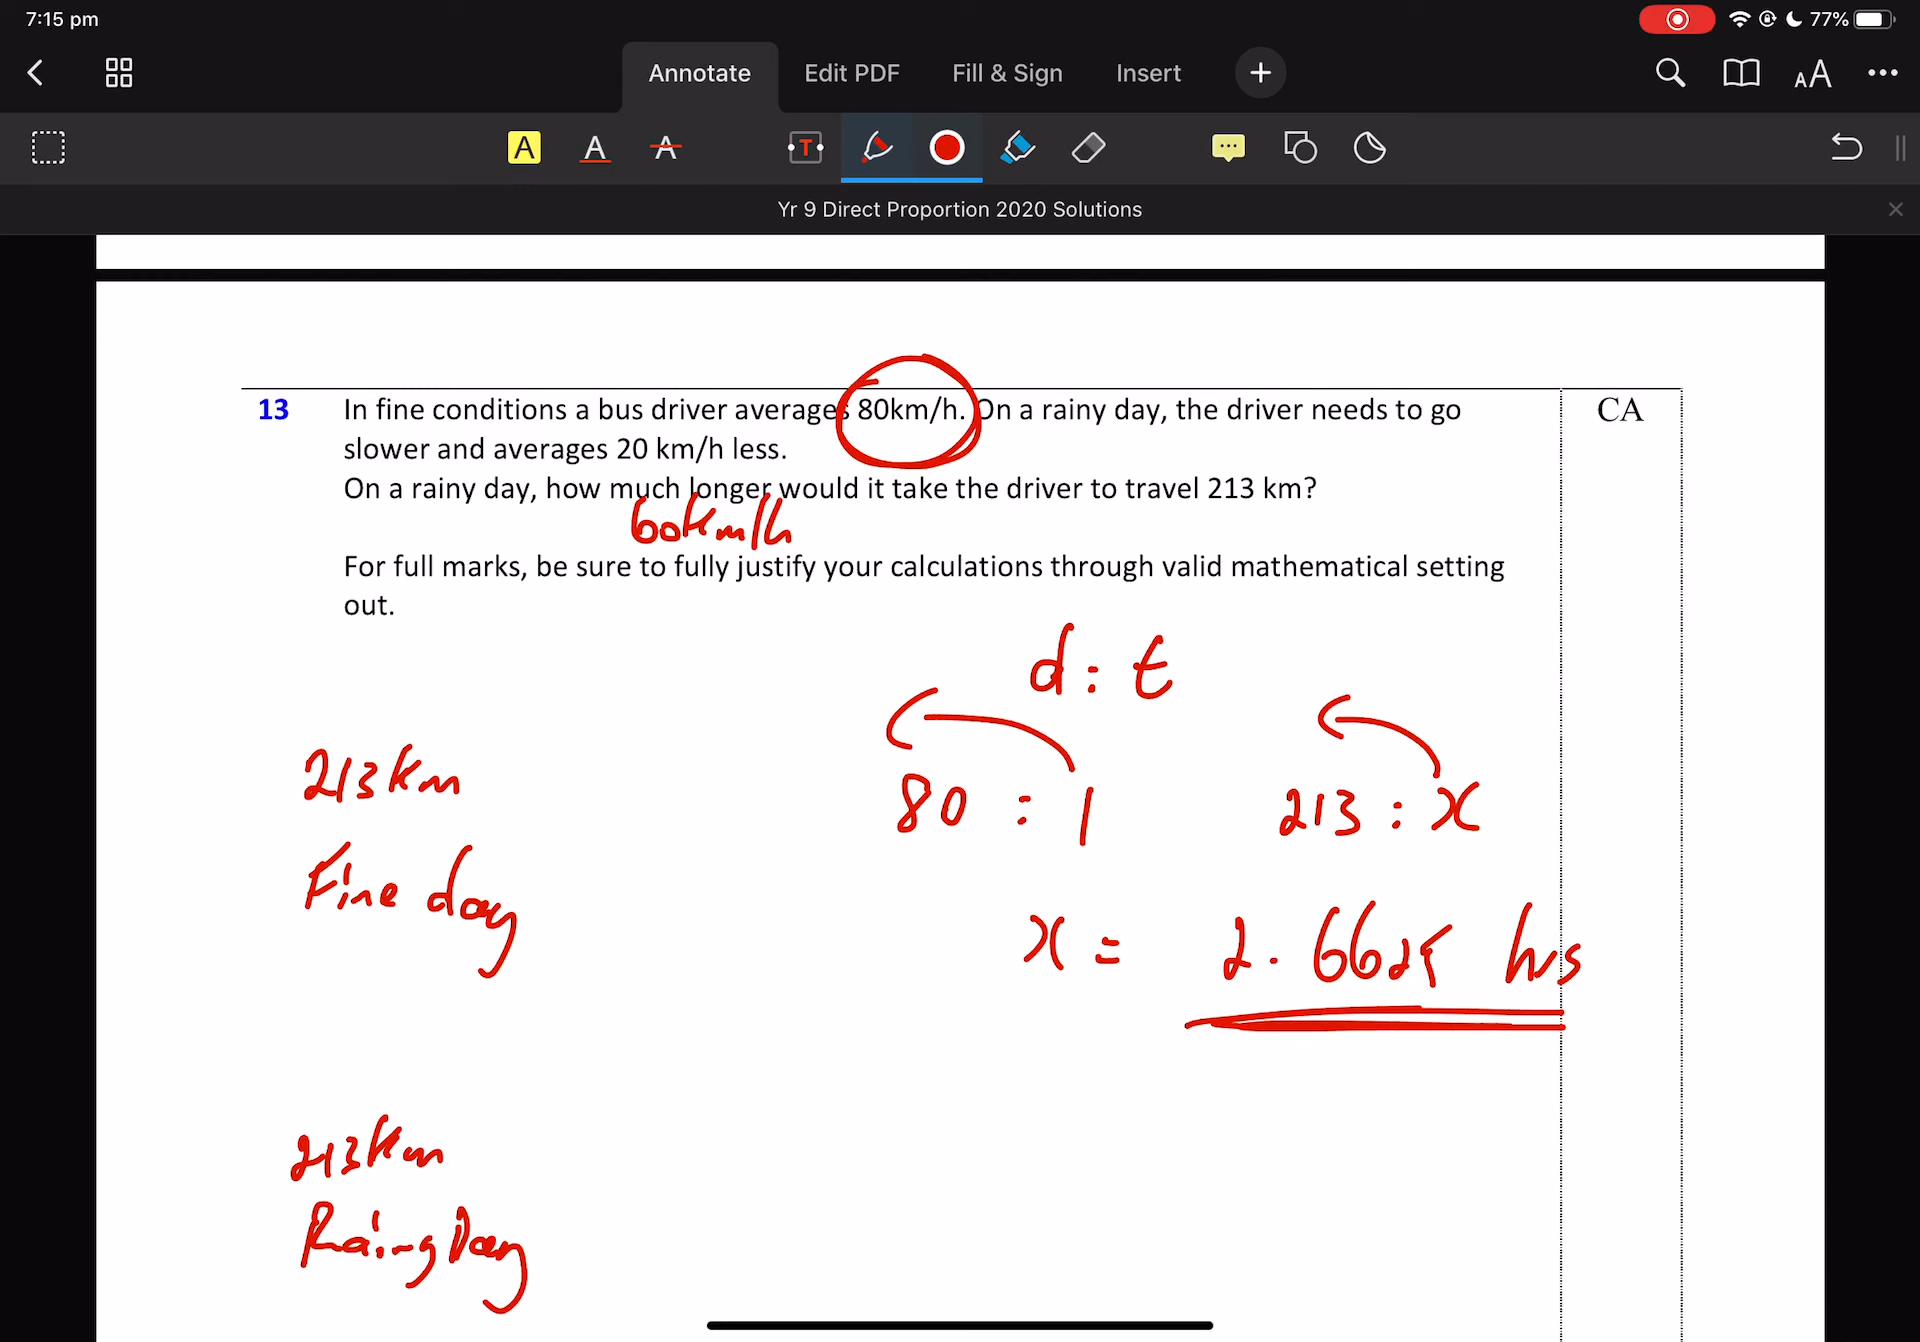 7:15 pm
77%
Annotate
Edit PDF
Fill & Sign
Insert
AA
A A A T
Yr 9 Direct Proportion 2020 Solutions
13 In fine conditions a bus driver averages 80km/h. On a rainy day, the driver needs to go CA
slower and averages 20 km/h less.
On a rainy day, how much longer would it take the driver to travel 213 km?
60km/h
For full marks, be sure to fully justify your calculations through valid mathematical setting
out.
d : t
213km
80 : 1 213 : x
Fine day
x = 2.6625 hrs
213km
Rainy Day